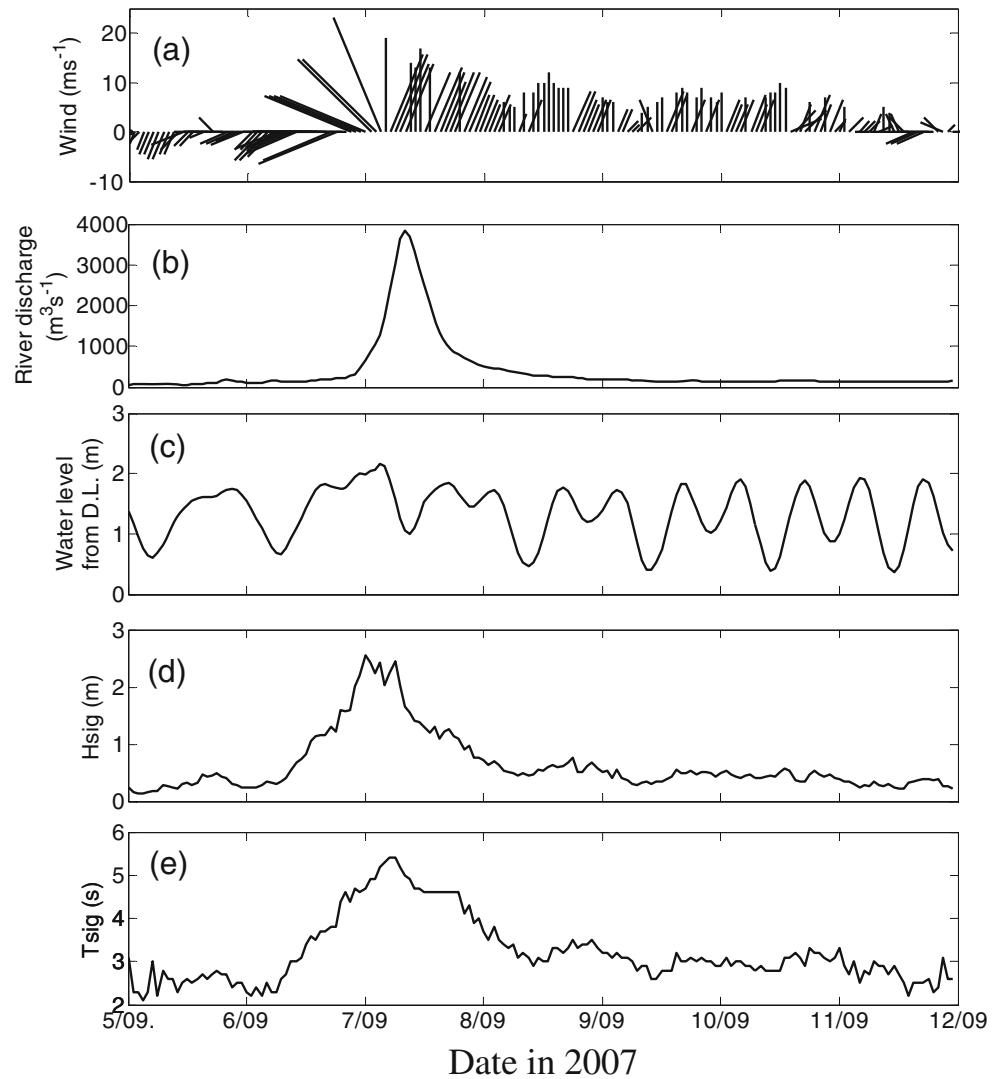 (a)
Wind (ms-1)
20
10
0
-10
(b)
River discharge
(m3s-1)
4000
3000
2000
1000
0
(c)
Water level
from D.L. (m)
3
2
1
0
(d)
Hsig (m)
3
2
1
0
(e)
Tsig (s)
6
5
4
3
2
5/09.
6/09
7/09
8/09
9/09
10/09
11/09
12/09
Date in 2007